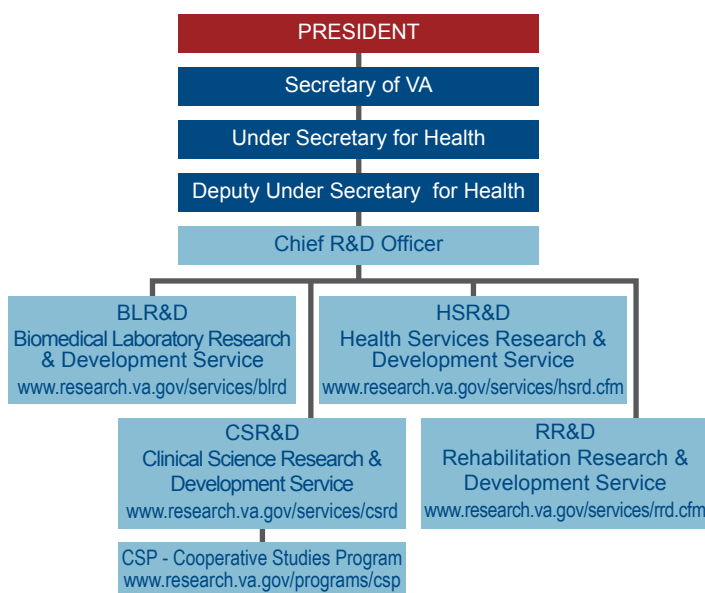 PRESIDENT
Secretary of VA
Under Secretary for Health
Deputy Under Secretary for Health
Chief R&D Officer
BLR&D
Biomedical Laboratory Research
& Development Service
www.research.va.gov/services/blrd
HSR&D
Health Services Research &
Development Service
www.research.va.gov/services/hsrd.cfm
CSR&D
Clinical Science Research &
Development Service
www.research.va.gov/services/csrd
RR&D
Rehabilitation Research &
Development Service
www.research.va.gov/services/rrd.cfm
CSP - Cooperative Studies Program
www.research.va.gov/programs/csp